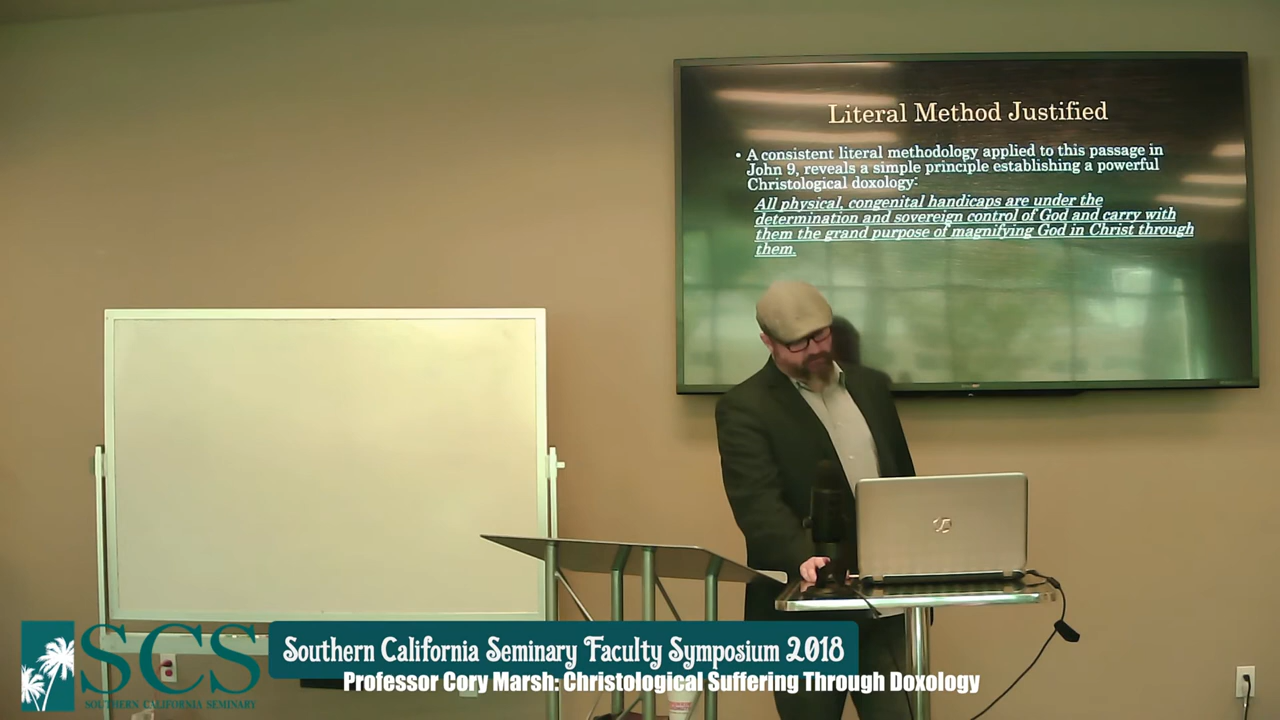 Literal Method Justified
• A consistent literal methodology applied to this passage in
John 9, reveals a simple principle establishing a powerful
Christological doxology:
All physical, congenital handicaps are under the
determination and sovereign control of God and carry with
them the grand purpose of magnifying God in Christ through
them.
hp
SCS
SOUTHERN CALIFORNIA SEMINARY
Southern California Seminary Faculty Symposium 2018
Professor Cory Marsh: Christological Suffering Through Doxology